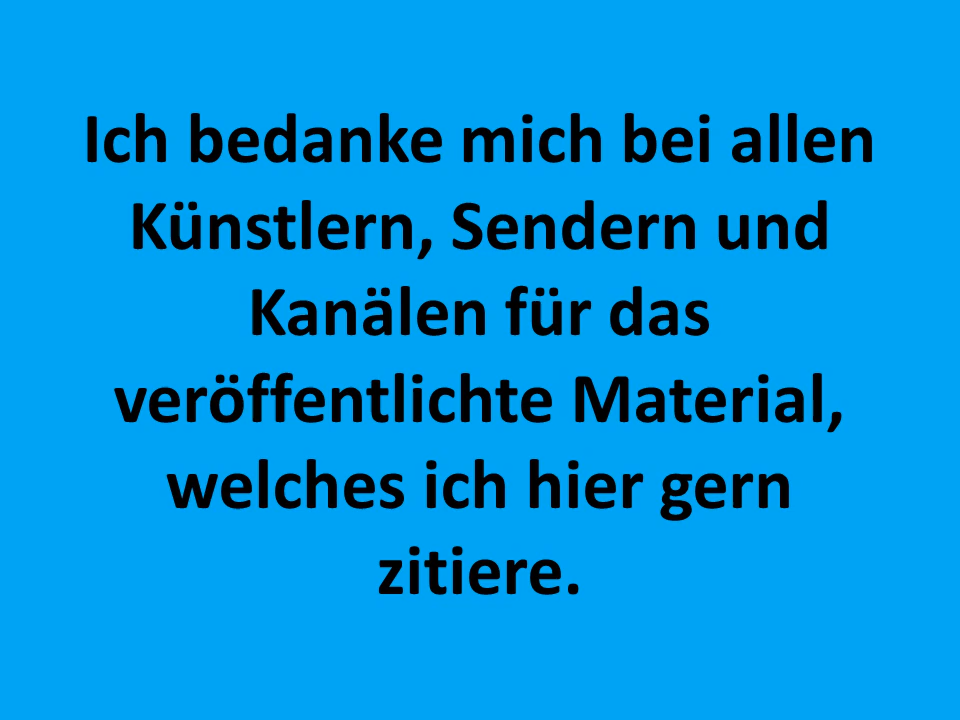 Ich bedanke mich bei allen
Künstlern, Sendern und
Kanälen für das
veröffentlichte Material,
welches ich hier gern
zitiere.